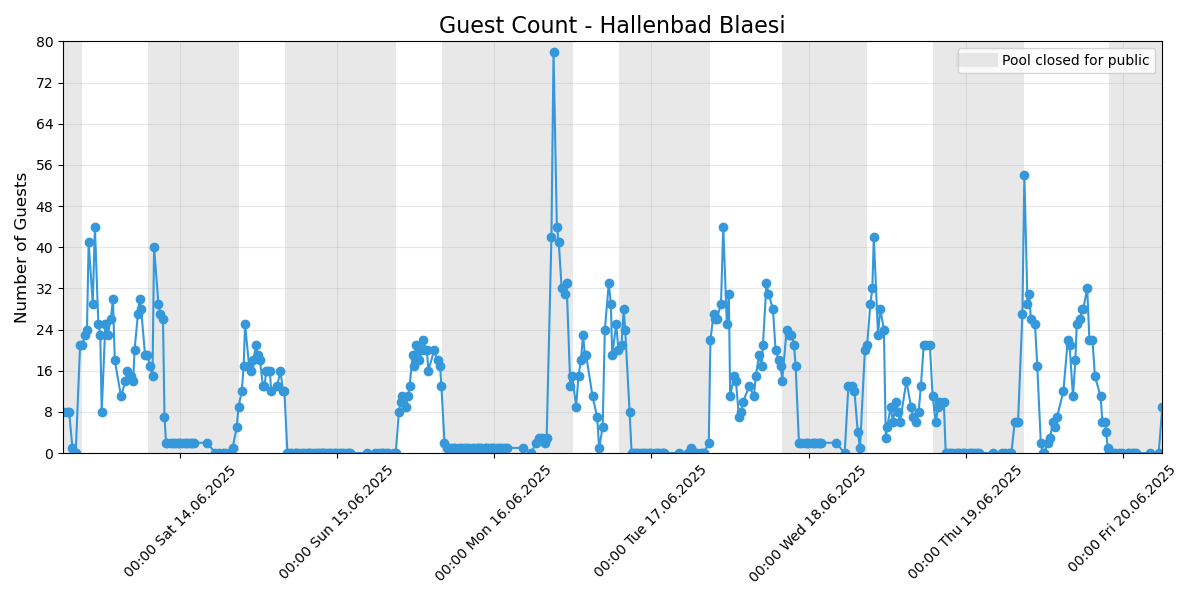 Guest Count - Hallenbad Blaesi
Pool closed for public
Number of Guests
80
72
64
56
48
40
32
24
16
8
0
00:00 Sat 14.06.2025
00:00 Sun 15.06.2025
00:00 Mon 16.06.2025
00:00 Tue 17.06.2025
00:00 Wed 18.06.2025
00:00 Thu 19.06.2025
00:00 Fri 20.06.2025